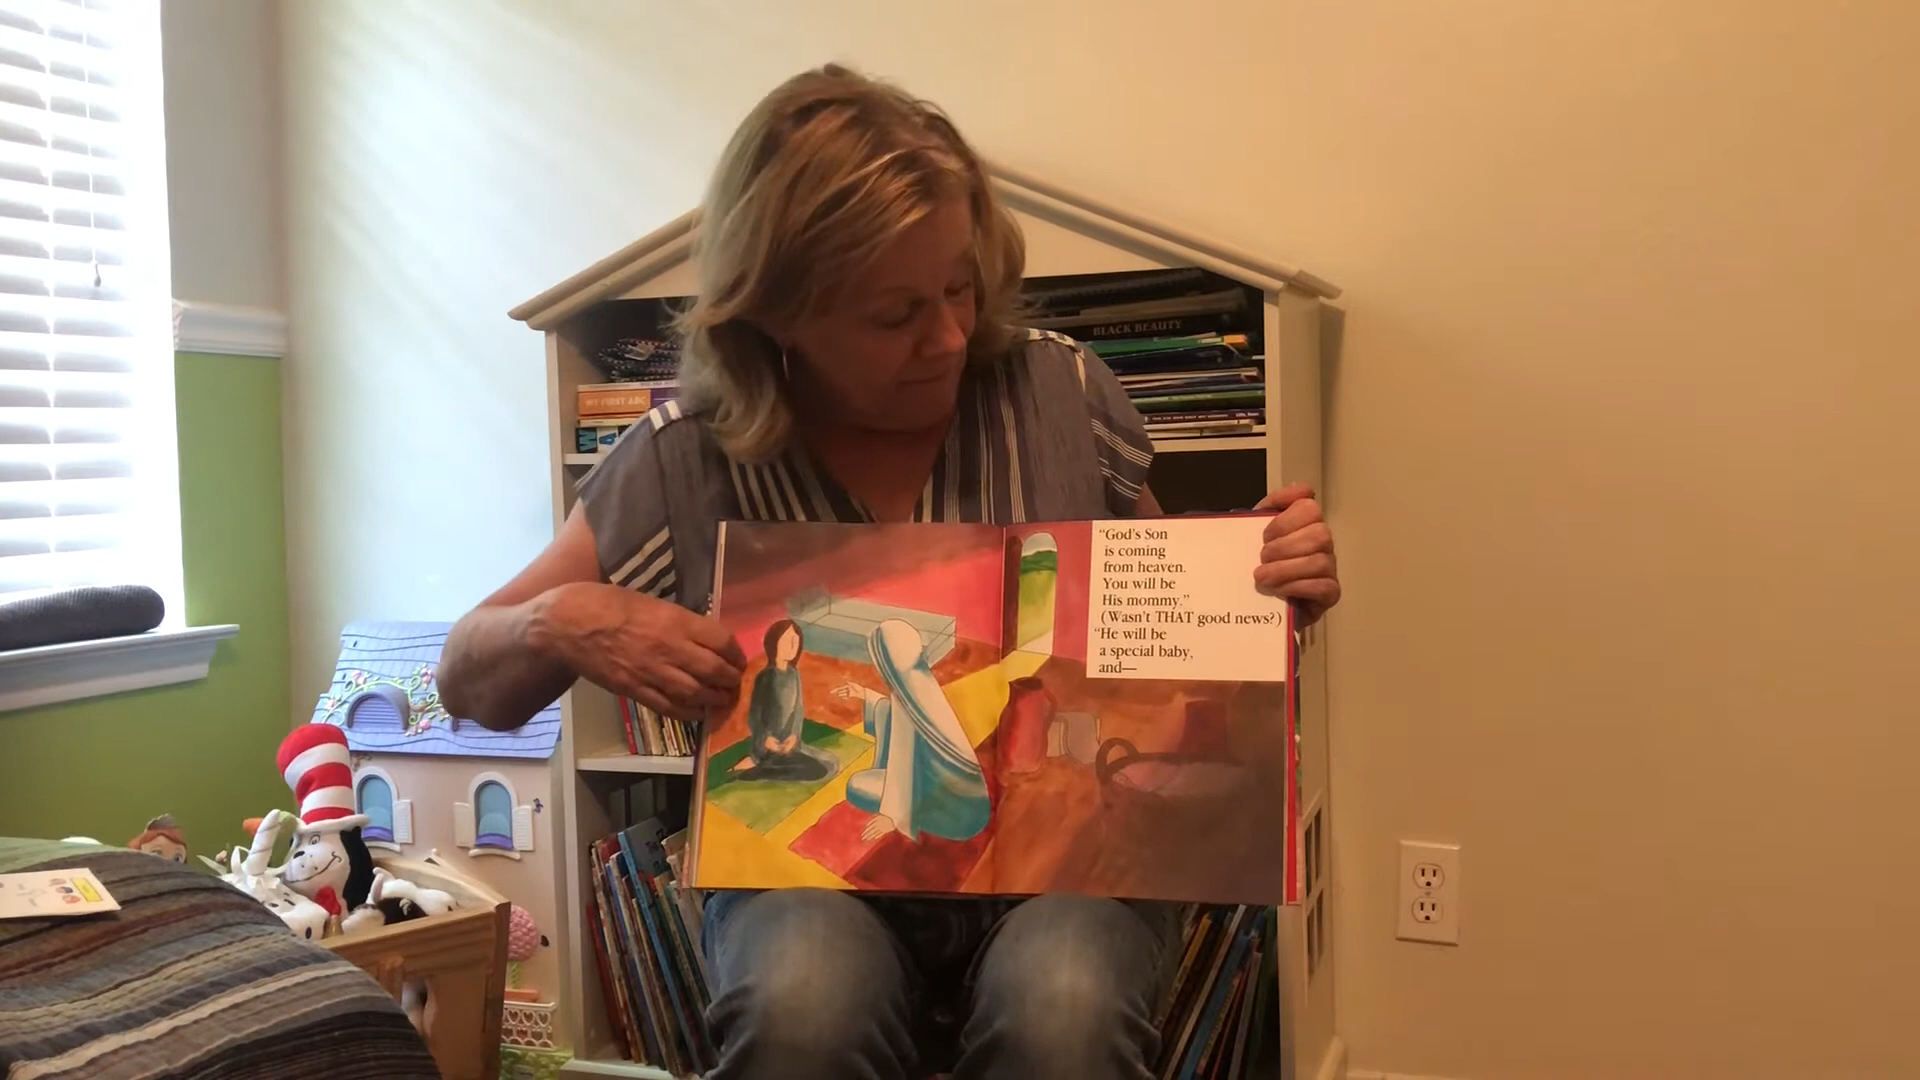 BLACK BEAUTY
MY FIRST ABC
"God's Son
is coming
from heaven.
You will be
His mommy."
(Wasn't THAT good news?)
"He will be
a special baby,
and—